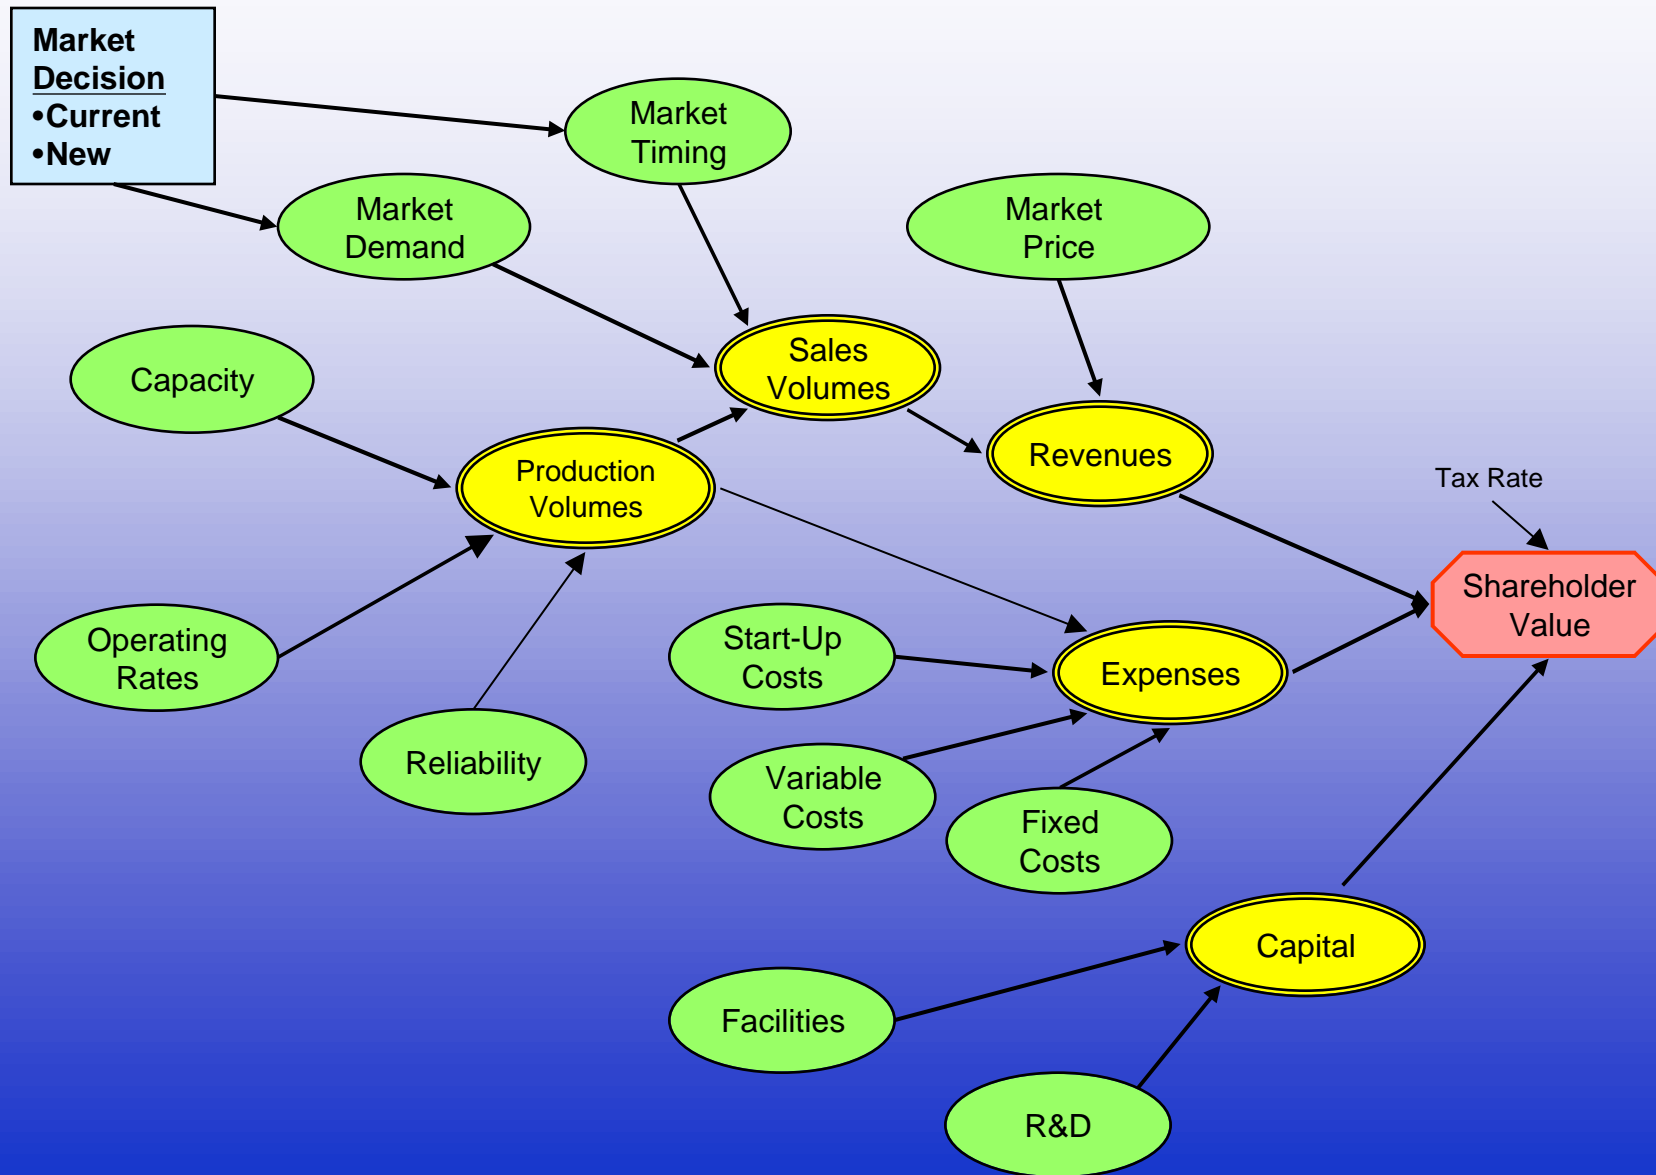 Market
Decision
•Current
•New
Market
Timing
Market
Demand
Market
Price
Sales
Volumes
Capacity
Revenues
Production
Volumes
Tax Rate
Shareholder
Value
Operating
Rates
Start-Up
Costs
Expenses
Reliability
Variable
Costs
Fixed
Costs
Capital
Facilities
R&D